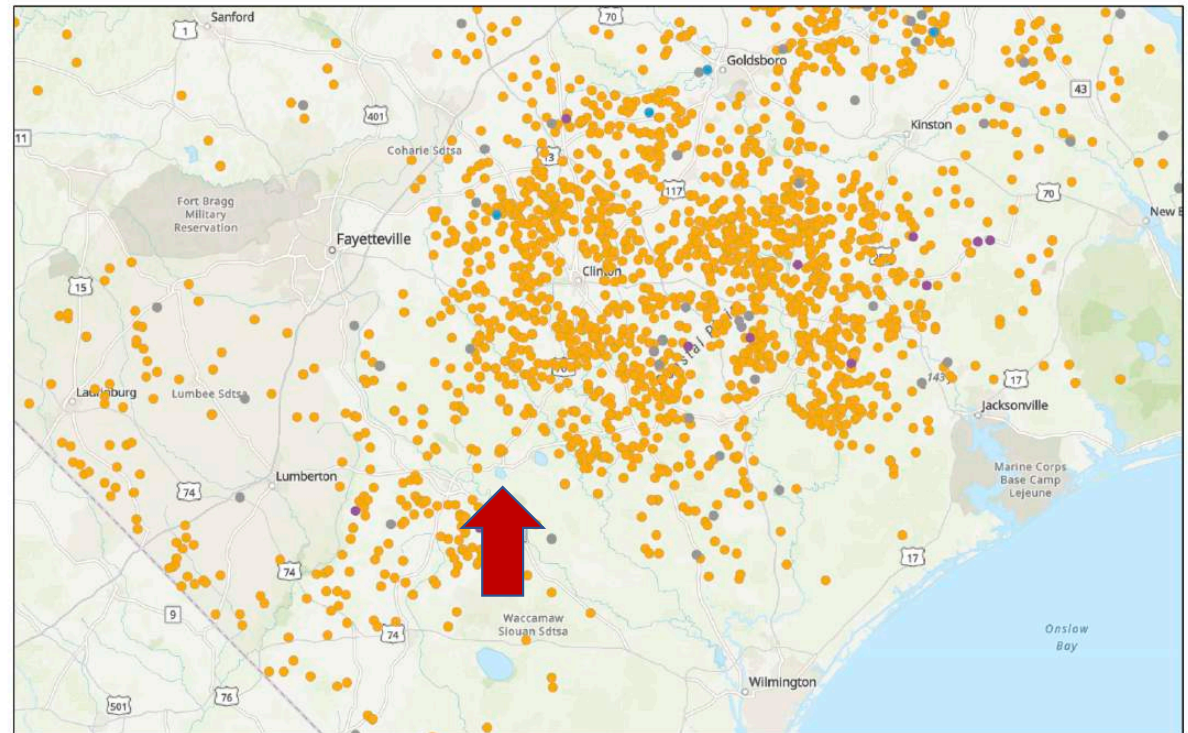 Sanford
1
70
Goldsboro
43
401
11
Kinston
Coharie Sdtsa
13
117
70
Fort Bragg
Military
Reservation
New
Fayetteville
Clinton
15
17
Lumbee Sdtsa
Jacksonville
Marine Corps
Base Camp
Lejeune
Lumberton
74
17
74
9
Waccamaw
Siouan Sdtsa
74
Onslow
Bay
Wilmington
76
501